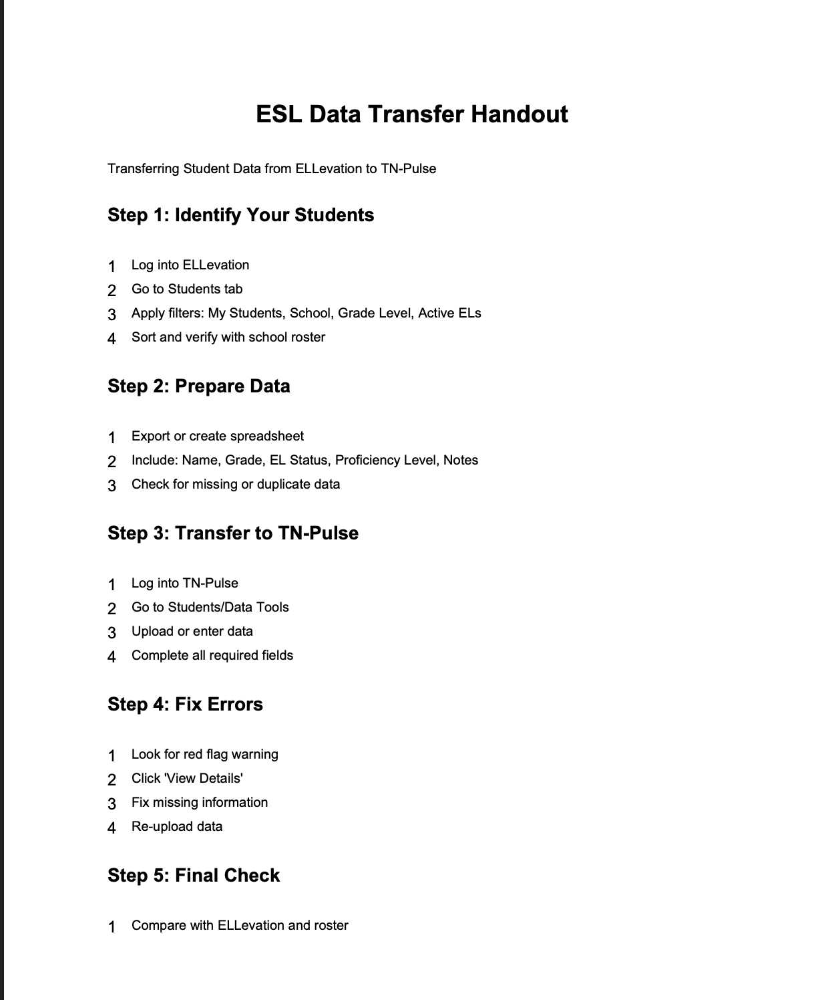 ESL Data Transfer Handout
Transferring Student Data from ELLevation to TN-Pulse
Step 1: Identify Your Students
1 Log into ELLevation
2 Go to Students tab
3 Apply filters: My Students, School, Grade Level, Active ELs
4 Sort and verify with school roster
Step 2: Prepare Data
1 Export or create spreadsheet
2 Include: Name, Grade, EL Status, Proficiency Level, Notes
3 Check for missing or duplicate data
Step 3: Transfer to TN-Pulse
1 Log into TN-Pulse
2 Go to Students/Data Tools
3 Upload or enter data
4 Complete all required fields
Step 4: Fix Errors
1 Look for red flag warning
2 Click 'View Details'
3 Fix missing information
4 Re-upload data
Step 5: Final Check
1 Compare with ELLevation and roster